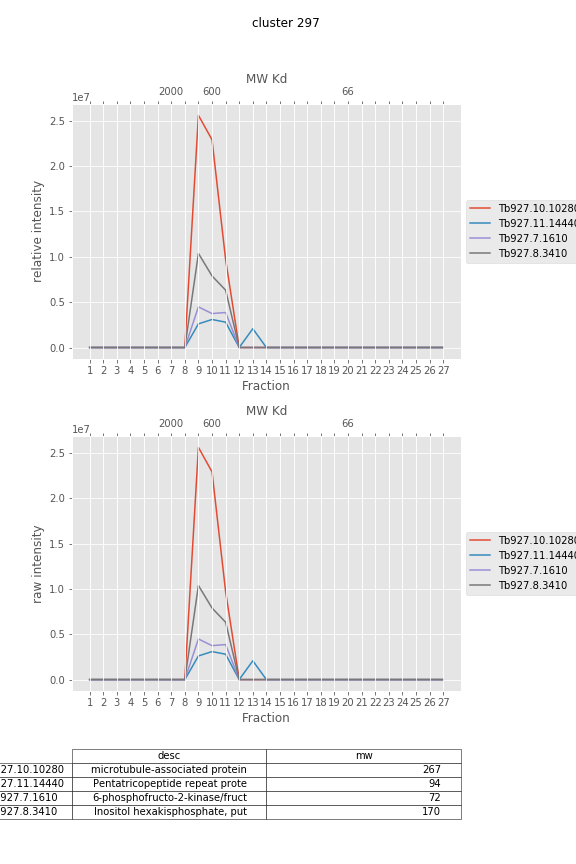 cluster 297
MW Kd
2000 600 66
1e7
2.5
2.0
1.5
1.0
0.5
0.0
relative intensity
1 2 3 4 5 6 7 8 9 10 11 12 13 14 15 16 17 18 19 20 21 22 23 24 25 26 27
Fraction
Tb927.10.10280
Tb927.11.14440
Tb927.7.1610
Tb927.8.3410
MW Kd
2000 600 66
1e7
2.5
2.0
1.5
1.0
0.5
0.0
raw intensity
1 2 3 4 5 6 7 8 9 10 11 12 13 14 15 16 17 18 19 20 21 22 23 24 25 26 27
Fraction
Tb927.10.10280
Tb927.11.14440
Tb927.7.1610
Tb927.8.3410
desc mw
27.10.10280 microtubule-associated protein 267
27.11.14440 Pentatricopeptide repeat prote 94
927.7.1610 6-phosphofructo-2-kinase/fruct 72
927.8.3410 Inositol hexakisphosphate, put 170